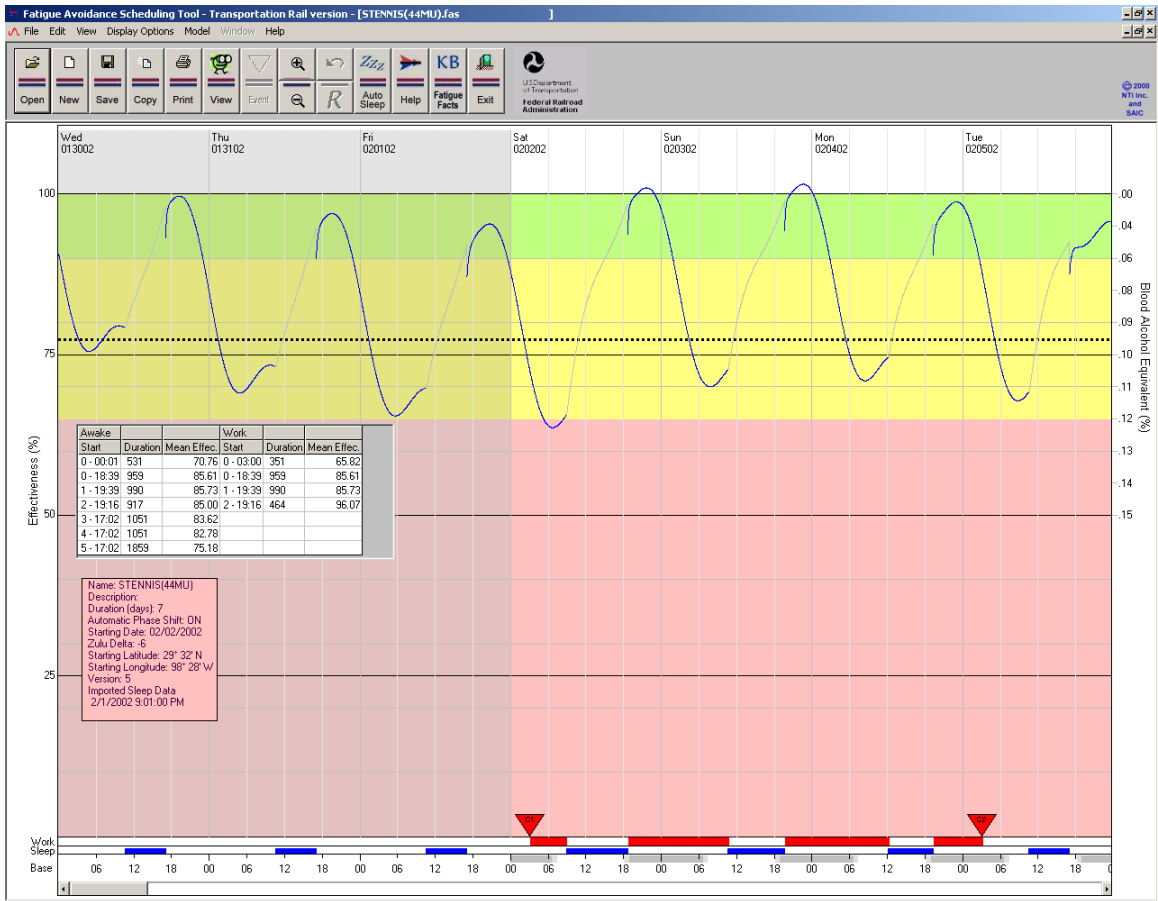 Fatigue Avoidance Scheduling Tool - Transportation Rail version - [STENNIS(44MU).fas ]
File Edit View Display Options Model Window Help
Open New Save Copy Print View Event R Zzz Auto Sleep Help KB Fatigue Facts Exit
U.S. Department
of Transportation
Federal Railroad
Administration
© 2000
NTI Inc.
and
SAIC
Wed Thu Fri Sat Sun Mon Tue
013002 013102 020102 020202 020302 020402 020502
100
75
50
25
Effectiveness (%)
.00
.04
.06
.08
.09
.10
.11
.12
.13
.14
.15
Blood Alcohol Equivalent (%)
Awake Work
Start Duration Mean Effec. Start Duration Mean Effec.
0 - 00:01 531 70.76 0 - 03:00 351 65.82
0 - 18:39 959 85.61 0 - 18:39 959 85.61
1 - 19:39 990 85.73 1 - 19:39 990 85.73
2 - 19:16 917 85.00 2 - 19:16 464 96.07
3 - 17:02 1051 83.62
4 - 17:02 1051 82.78
5 - 17:02 1859 75.18
Name: STENNIS(44MU)
Description:
Duration (days): 7
Automatic Phase Shift: ON
Starting Date: 02/02/2002
Zulu Delta: -6
Starting Latitude: 29° 32' N
Starting Longitude: 98° 28' W
Version: 5
Imported Sleep Data
2/1/2002 9:01:00 PM
C1 C2
Work
Sleep
Base 06 12 18 00 06 12 18 00 06 12 18 00 06 12 18 00 06 12 18 00 06 12 18 00 06 12 18 0